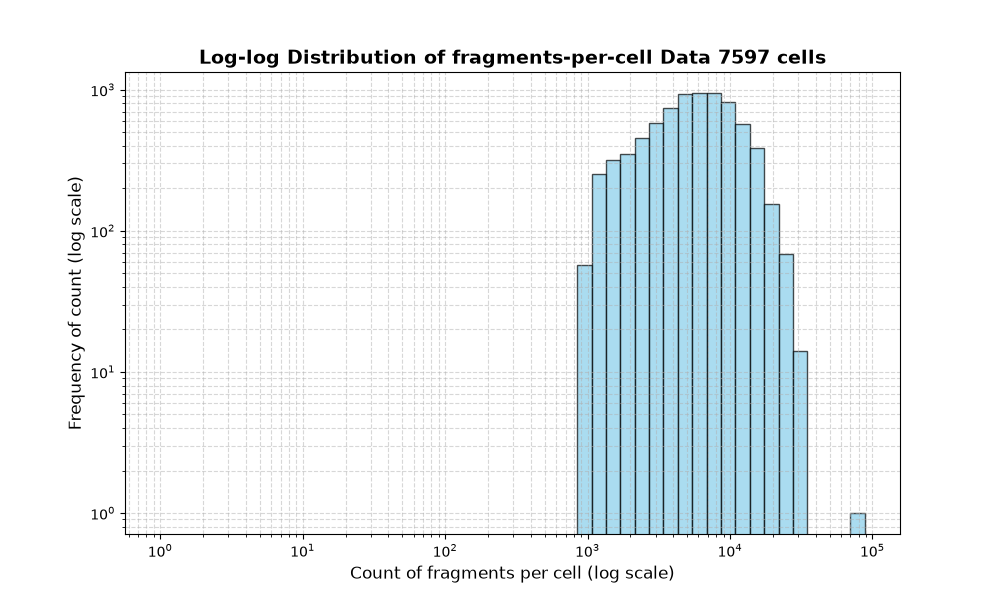 Log-log Distribution of fragments-per-cell Data 7597 cells
Frequency of count (log scale)
10³
10²
10¹
10⁰
10⁰ 10¹ 10² 10³ 10⁴ 10⁵
Count of fragments per cell (log scale)